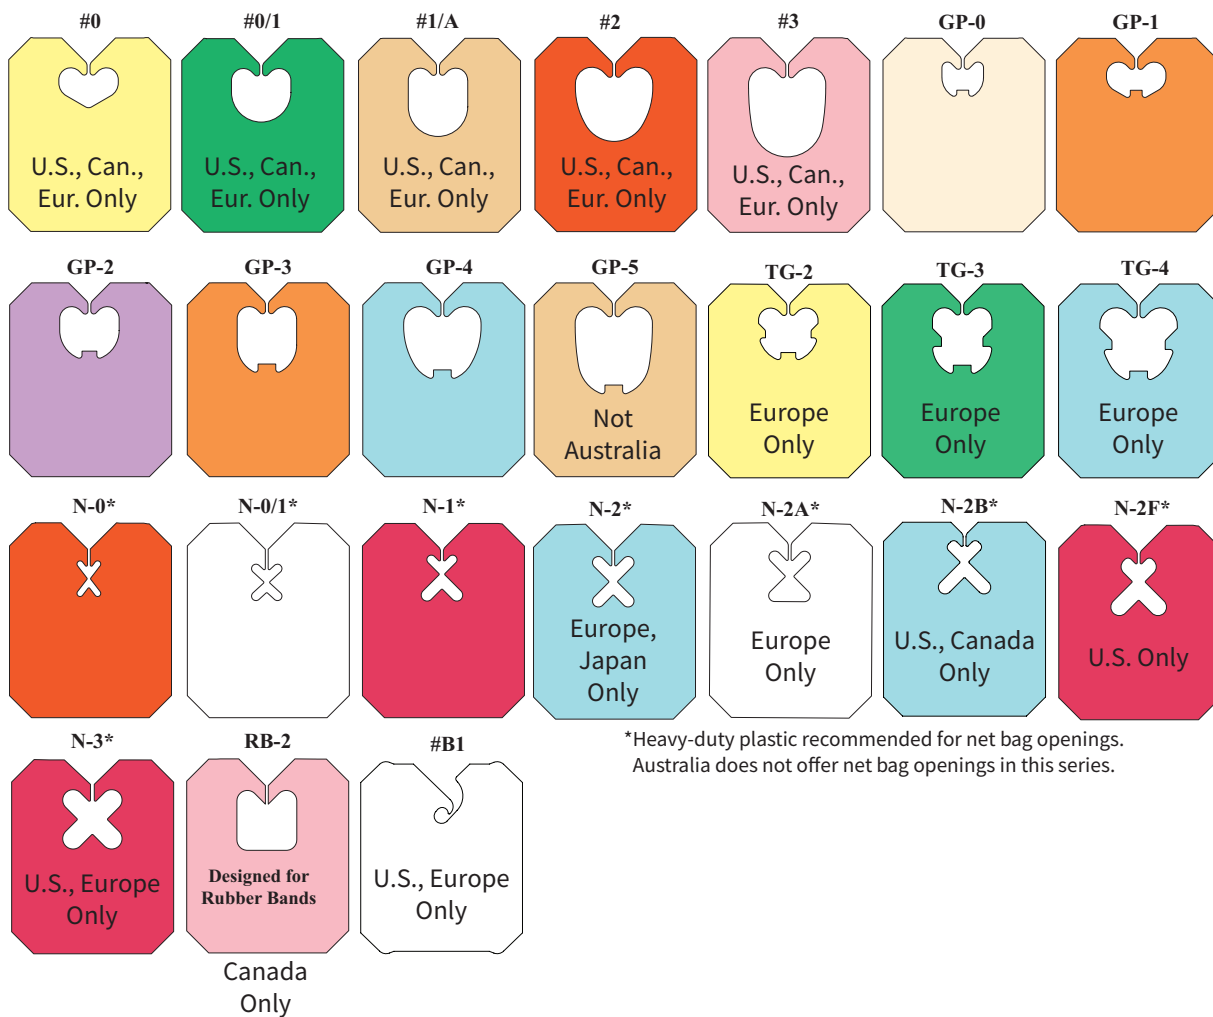 #0
#0/1
#1/A
#2
#3
GP-0
GP-1
U.S., Can.,
Eur. Only
U.S., Can.,
Eur. Only
U.S., Can.,
Eur. Only
U.S., Can.,
Eur. Only
U.S., Can.,
Eur. Only
GP-2
GP-3
GP-4
GP-5
TG-2
TG-3
TG-4
Not
Australia
Europe
Only
Europe
Only
Europe
Only
N-0*
N-0/1*
N-1*
N-2*
N-2A*
N-2B*
N-2F*
Europe,
Japan
Only
Europe
Only
U.S., Canada
Only
U.S. Only
*Heavy-duty plastic recommended for net bag openings.
Australia does not offer net bag openings in this series.
N-3*
RB-2
#B1
U.S., Europe
Only
Designed for
Rubber Bands
Canada
Only
U.S., Europe
Only